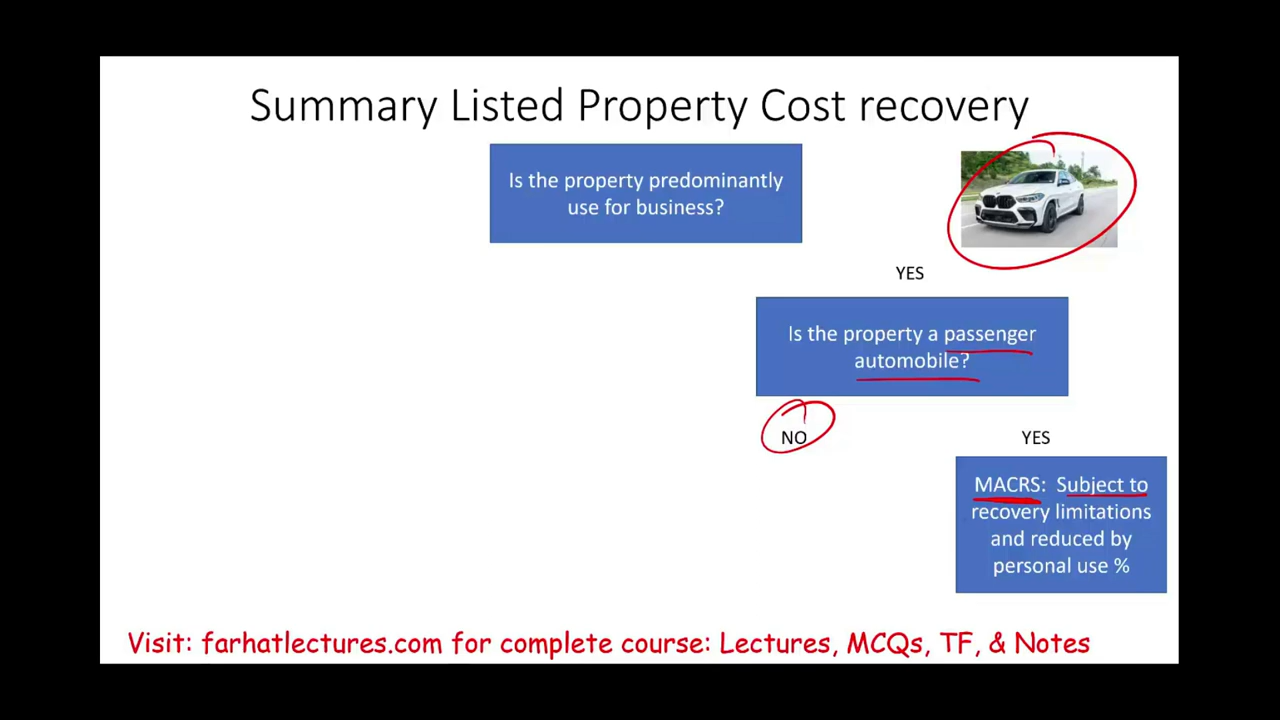 Summary Listed Property Cost recovery
Is the property predominantly
use for business?
YES
Is the property a passenger
automobile?
NO
YES
MACRS: Subject to
recovery limitations
and reduced by
personal use %
Visit: farhatlectures.com for complete course: Lectures, MCQs, TF, & Notes